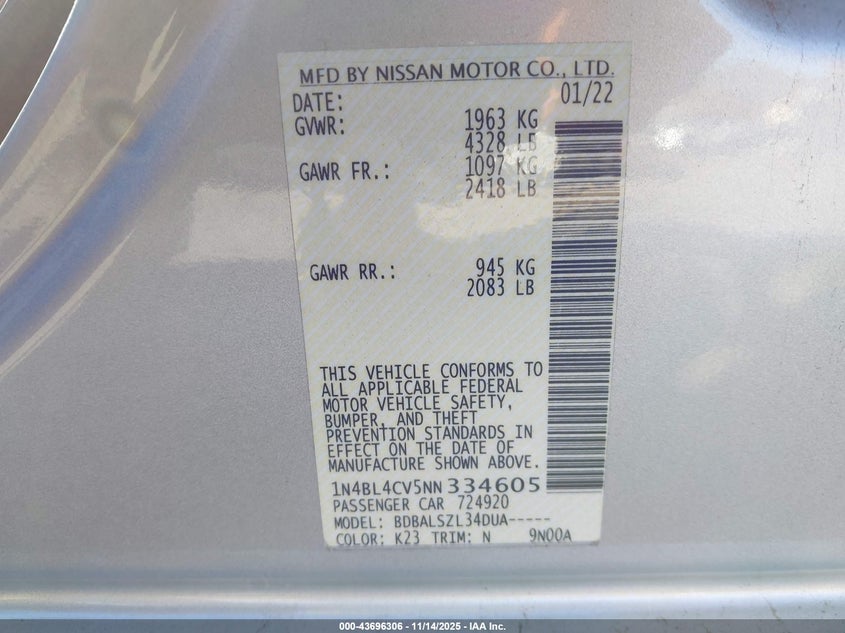 MFD BY NISSAN MOTOR CO., LTD.
DATE: 01/22
GVWR: 1963 KG
4328 LB
GAWR FR.: 1097 KG
2418 LB
GAWR RR.: 945 KG
2083 LB
THIS VEHICLE CONFORMS TO
ALL APPLICABLE FEDERAL
MOTOR VEHICLE SAFETY,
BUMPER, AND THEFT
PREVENTION STANDARDS IN
EFFECT ON THE DATE OF
MANUFACTURE SHOWN ABOVE.
1N4BL4CV5NN334605
PASSENGER CAR 724920
MODEL: BDBALSZL34DUA-----
COLOR: K23 TRIM: N 9N00A
000-43696306 - 11/14/2025 - IAA Inc.